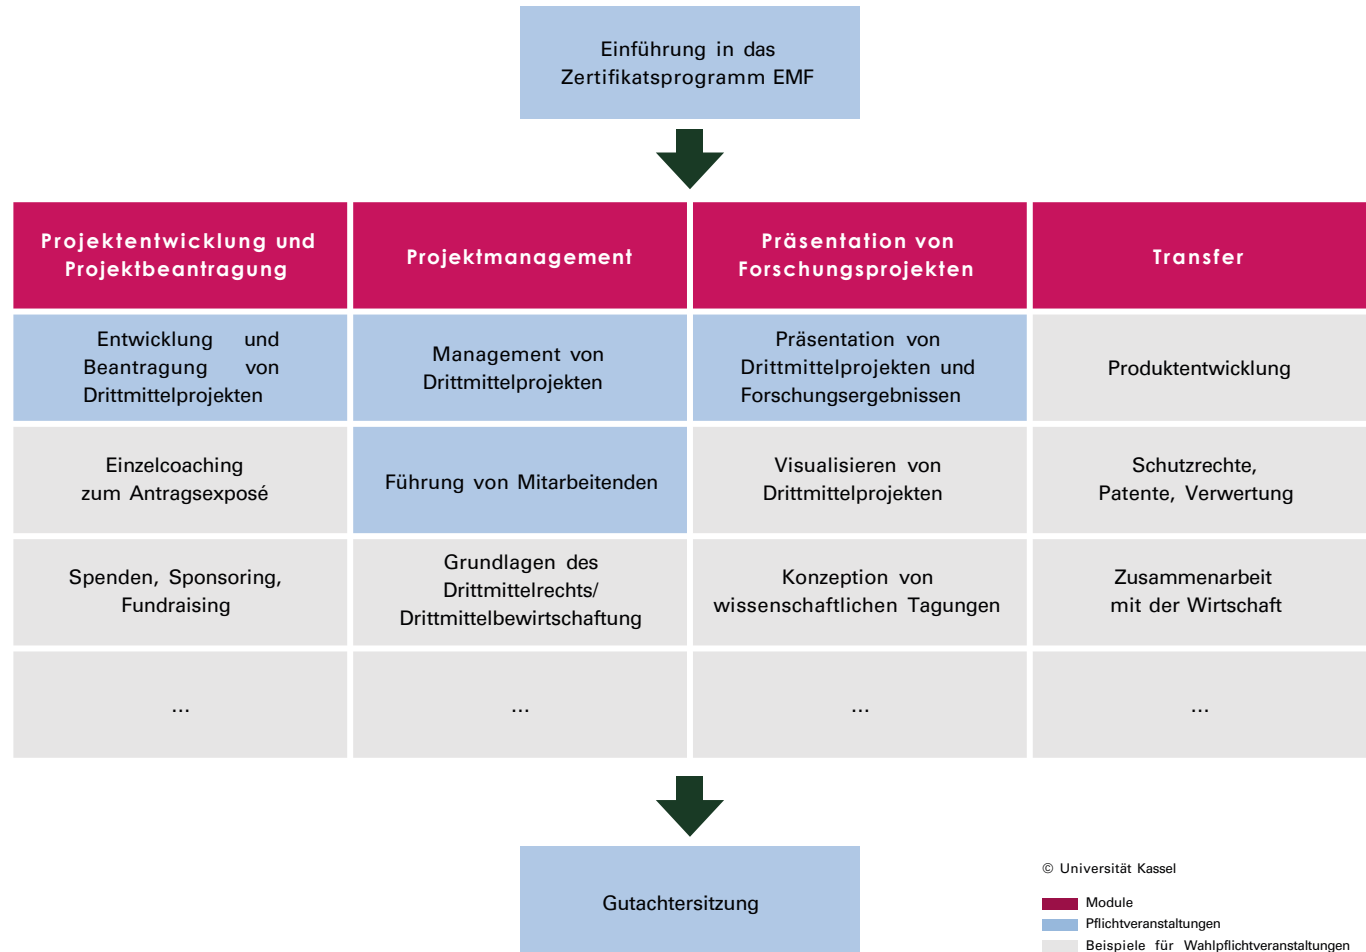 Einführung in das
Zertifikatsprogramm EMF
Projektentwicklung und
Projektbeantragung
Projektmanagement
Präsentation von
Forschungsprojekten
Transfer
Entwicklung und
Beantragung von
Drittmittelprojekten
Management von
Drittmittelprojekten
Präsentation von
Drittmittelprojekten und
Forschungsergebnissen
Produktentwicklung
Einzelcoaching
zum Antragsexposé
Führung von Mitarbeitenden
Visualisieren von
Drittmittelprojekten
Schutzrechte,
Patente, Verwertung
Spenden, Sponsoring,
Fundraising
Grundlagen des
Drittmittelrechts/
Drittmittelbewirtschaftung
Konzeption von
wissenschaftlichen Tagungen
Zusammenarbeit
mit der Wirtschaft
...
...
...
...
Gutachtersitzung
© Universität Kassel
Module
Pflichtveranstaltungen
Beispiele für Wahlpflichtveranstaltungen